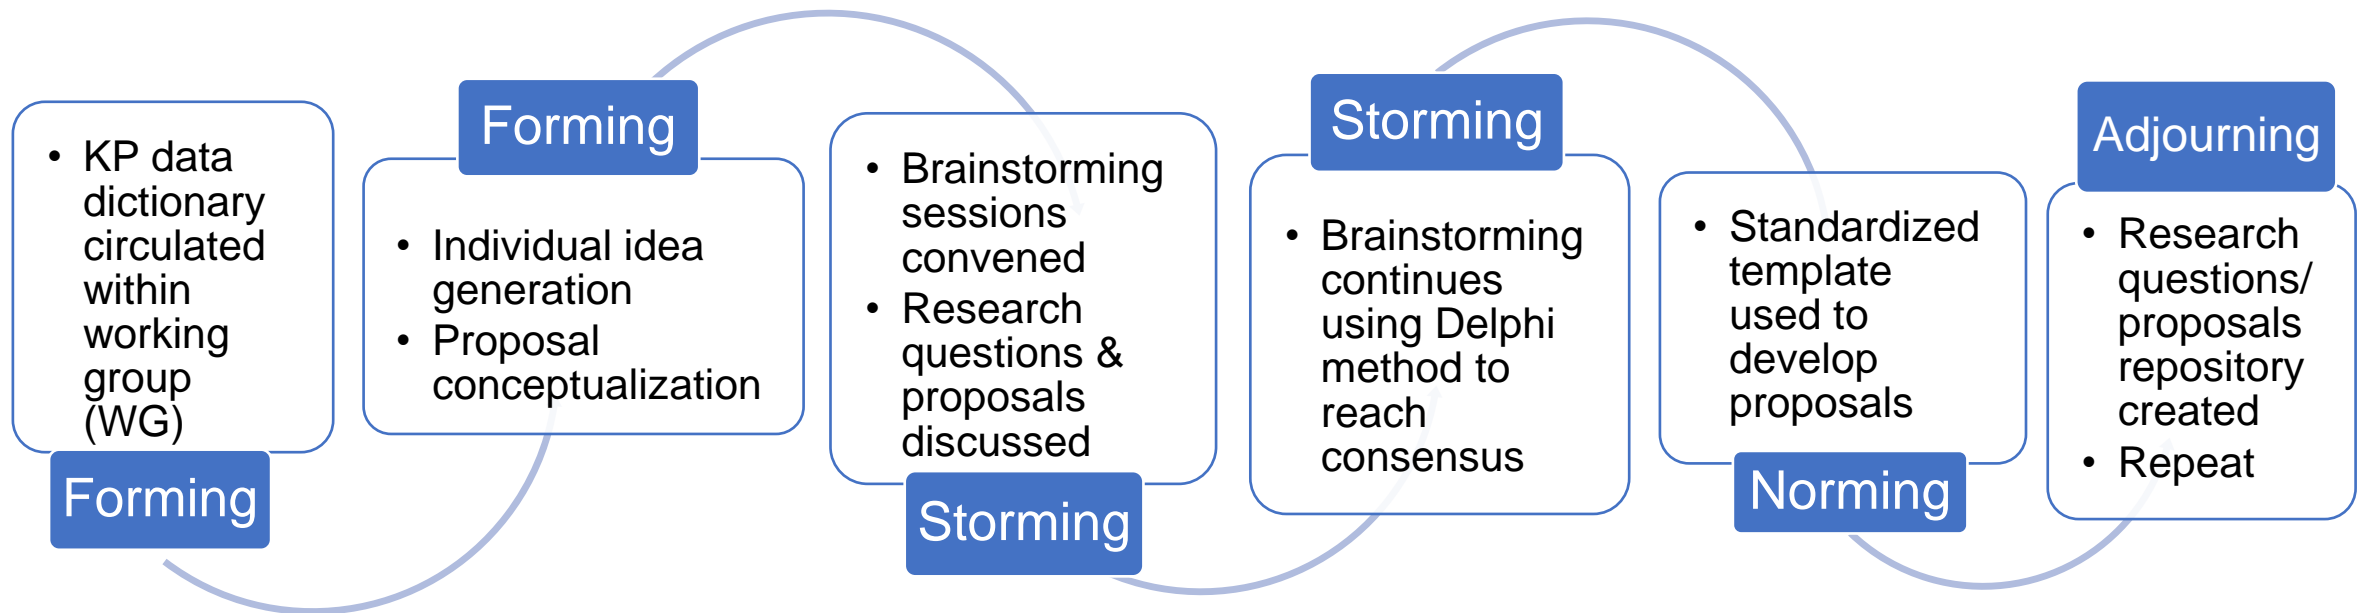 • KP data
dictionary
circulated
within
working
group
(WG)
Forming
Forming
• Individual idea
generation
• Proposal
conceptualization
• Brainstorming
sessions
convened
• Research
questions &
proposals
discussed
Storming
Storming
• Brainstorming
continues
using Delphi
method to
reach
consensus
• Standardized
template
used to
develop
proposals
Norming
Adjourning
• Research
questions/
proposals
repository
created
• Repeat